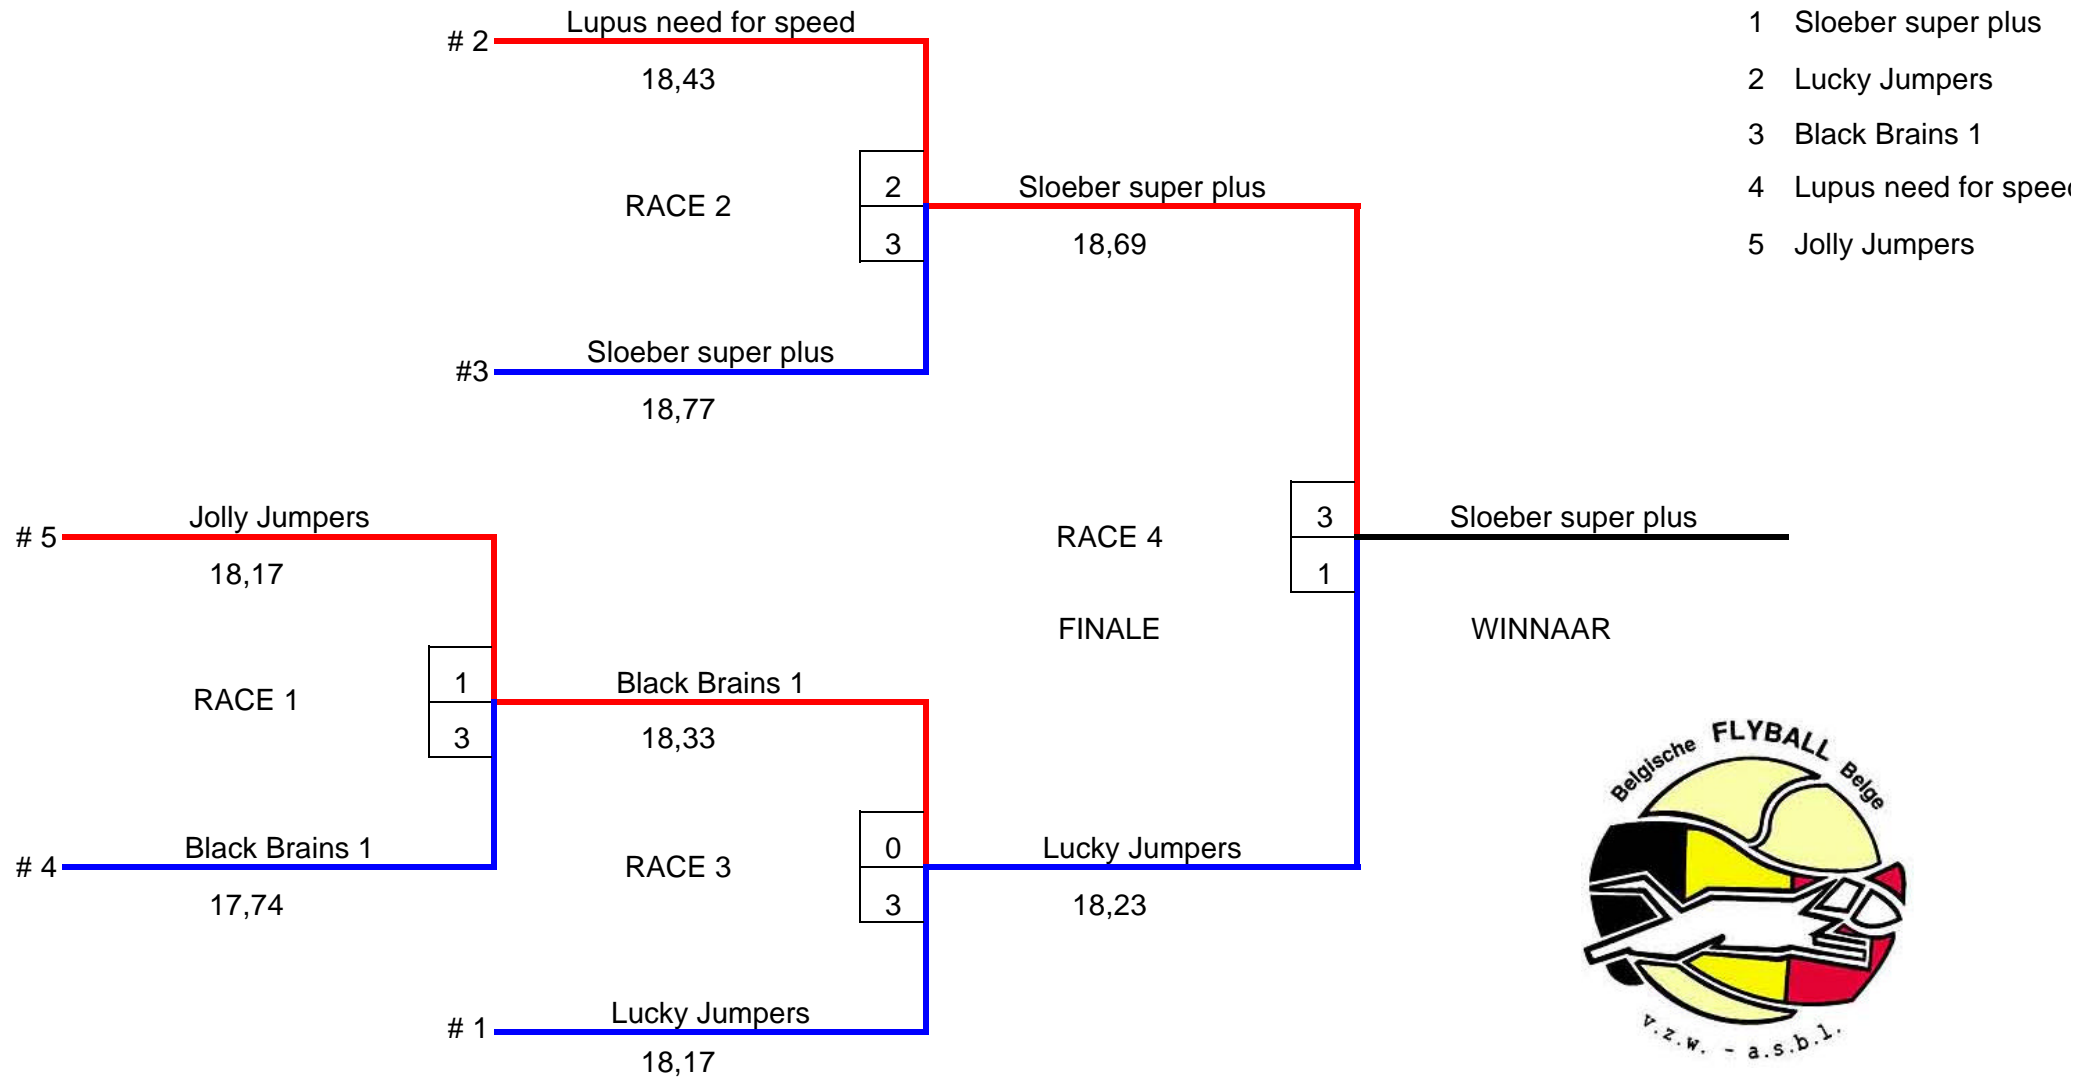 Lupus need for speed
# 2
18,43
RACE 2
2
3
Sloeber super plus
18,69
Sloeber super plus
#3
18,77
Jolly Jumpers
# 5
18,17
RACE 1
1
3
Black Brains 1
18,33
Black Brains 1
# 4
17,74
RACE 3
0
3
Lucky Jumpers
18,23
Lucky Jumpers
# 1
18,17
RACE 4
3
1
FINALE
Sloeber super plus
WINNAAR
1 Sloeber super plus
2 Lucky Jumpers
3 Black Brains 1
4 Lupus need for spee
5 Jolly Jumpers
Belgische FLYBALL Belge
v.z.w. - a.s.b.l.